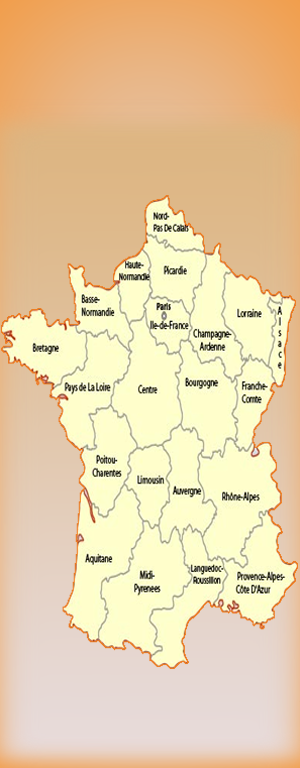 Nord-
Pas De Calais
Haute-
Normandie
Picardie
Basse-
Normandie
Paris
Ile-de-France
Lorraine
Alsace
Champagne-
Ardenne
Bretagne
Pays de La Loire
Centre
Bourgogne
Franche-
Comte
Poitou-
Charentes
Limousin
Auvergne
Rhône-Alpes
Aquitaine
Midi-
Pyrenees
Languedoc-
Roussillon
Provence-Alpes-
Côte D'Azur